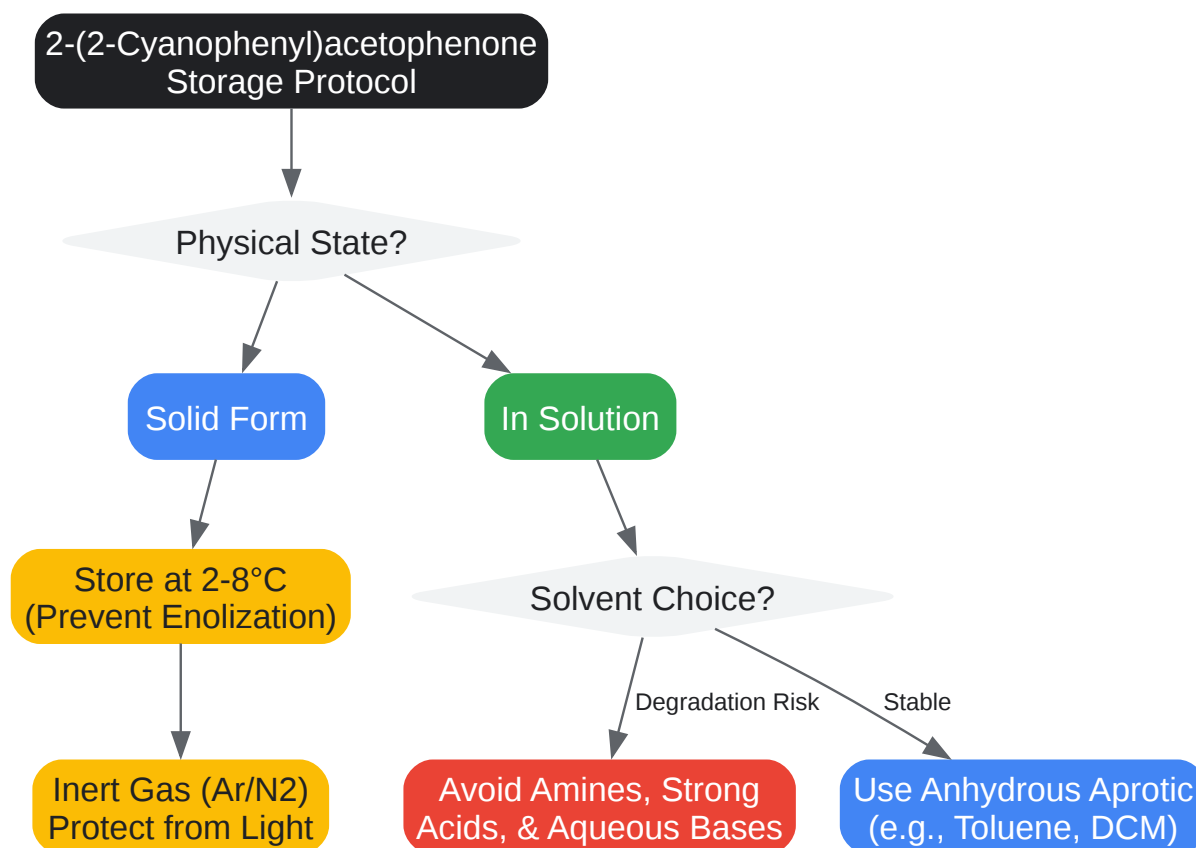 2-(2-Cyanophenyl)acetophenone
Storage Protocol
Physical State?
Solid Form
In Solution
Store at 2-8°C
(Prevent Enolization)
Solvent Choice?
Degradation Risk
Stable
Inert Gas (Ar/N2)
Protect from Light
Avoid Amines, Strong
Acids, & Aqueous Bases
Use Anhydrous Aprotic
(e.g., Toluene, DCM)